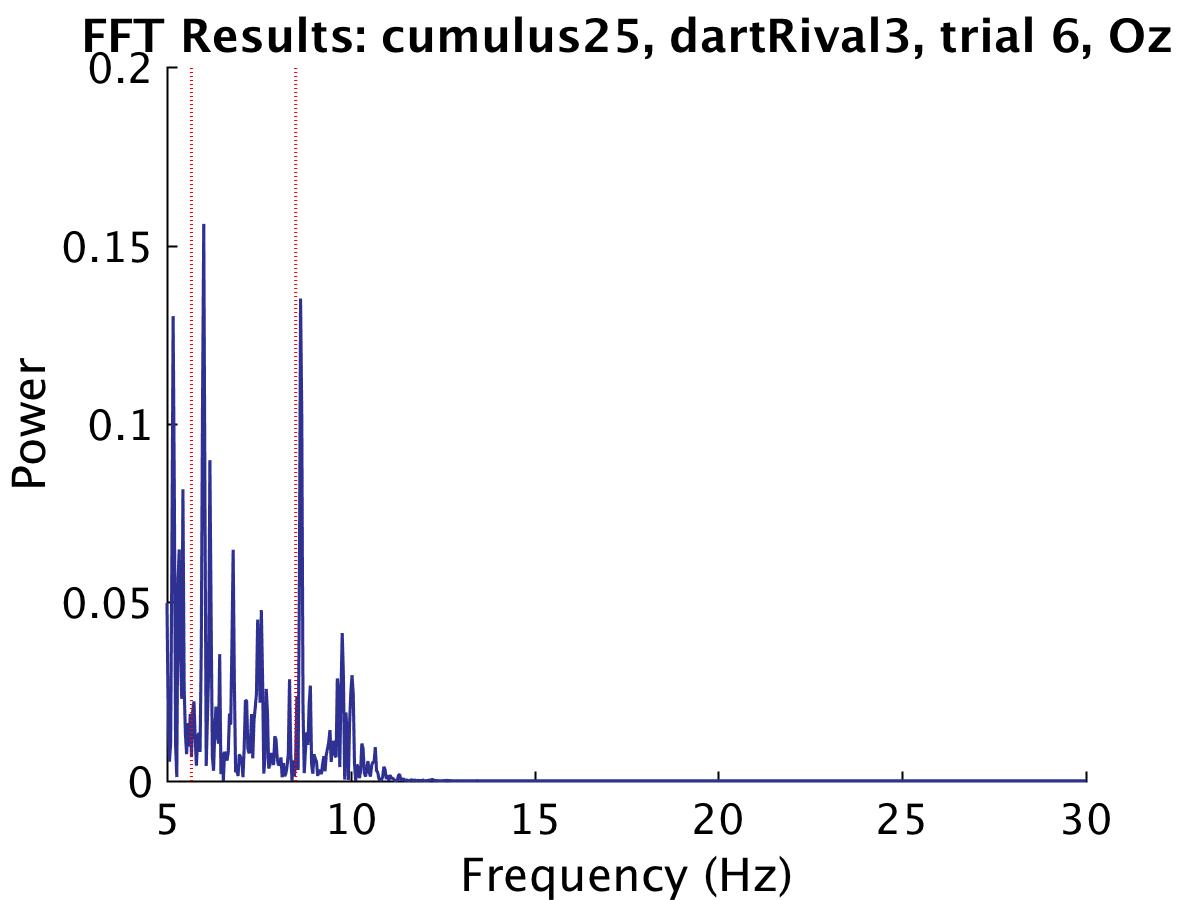 FFT Results: cumulus25, dartRival3, trial 6, Oz
0.2
0.15
0.1
0.05
0
5 10 15 20 25 30
Power
Frequency (Hz)